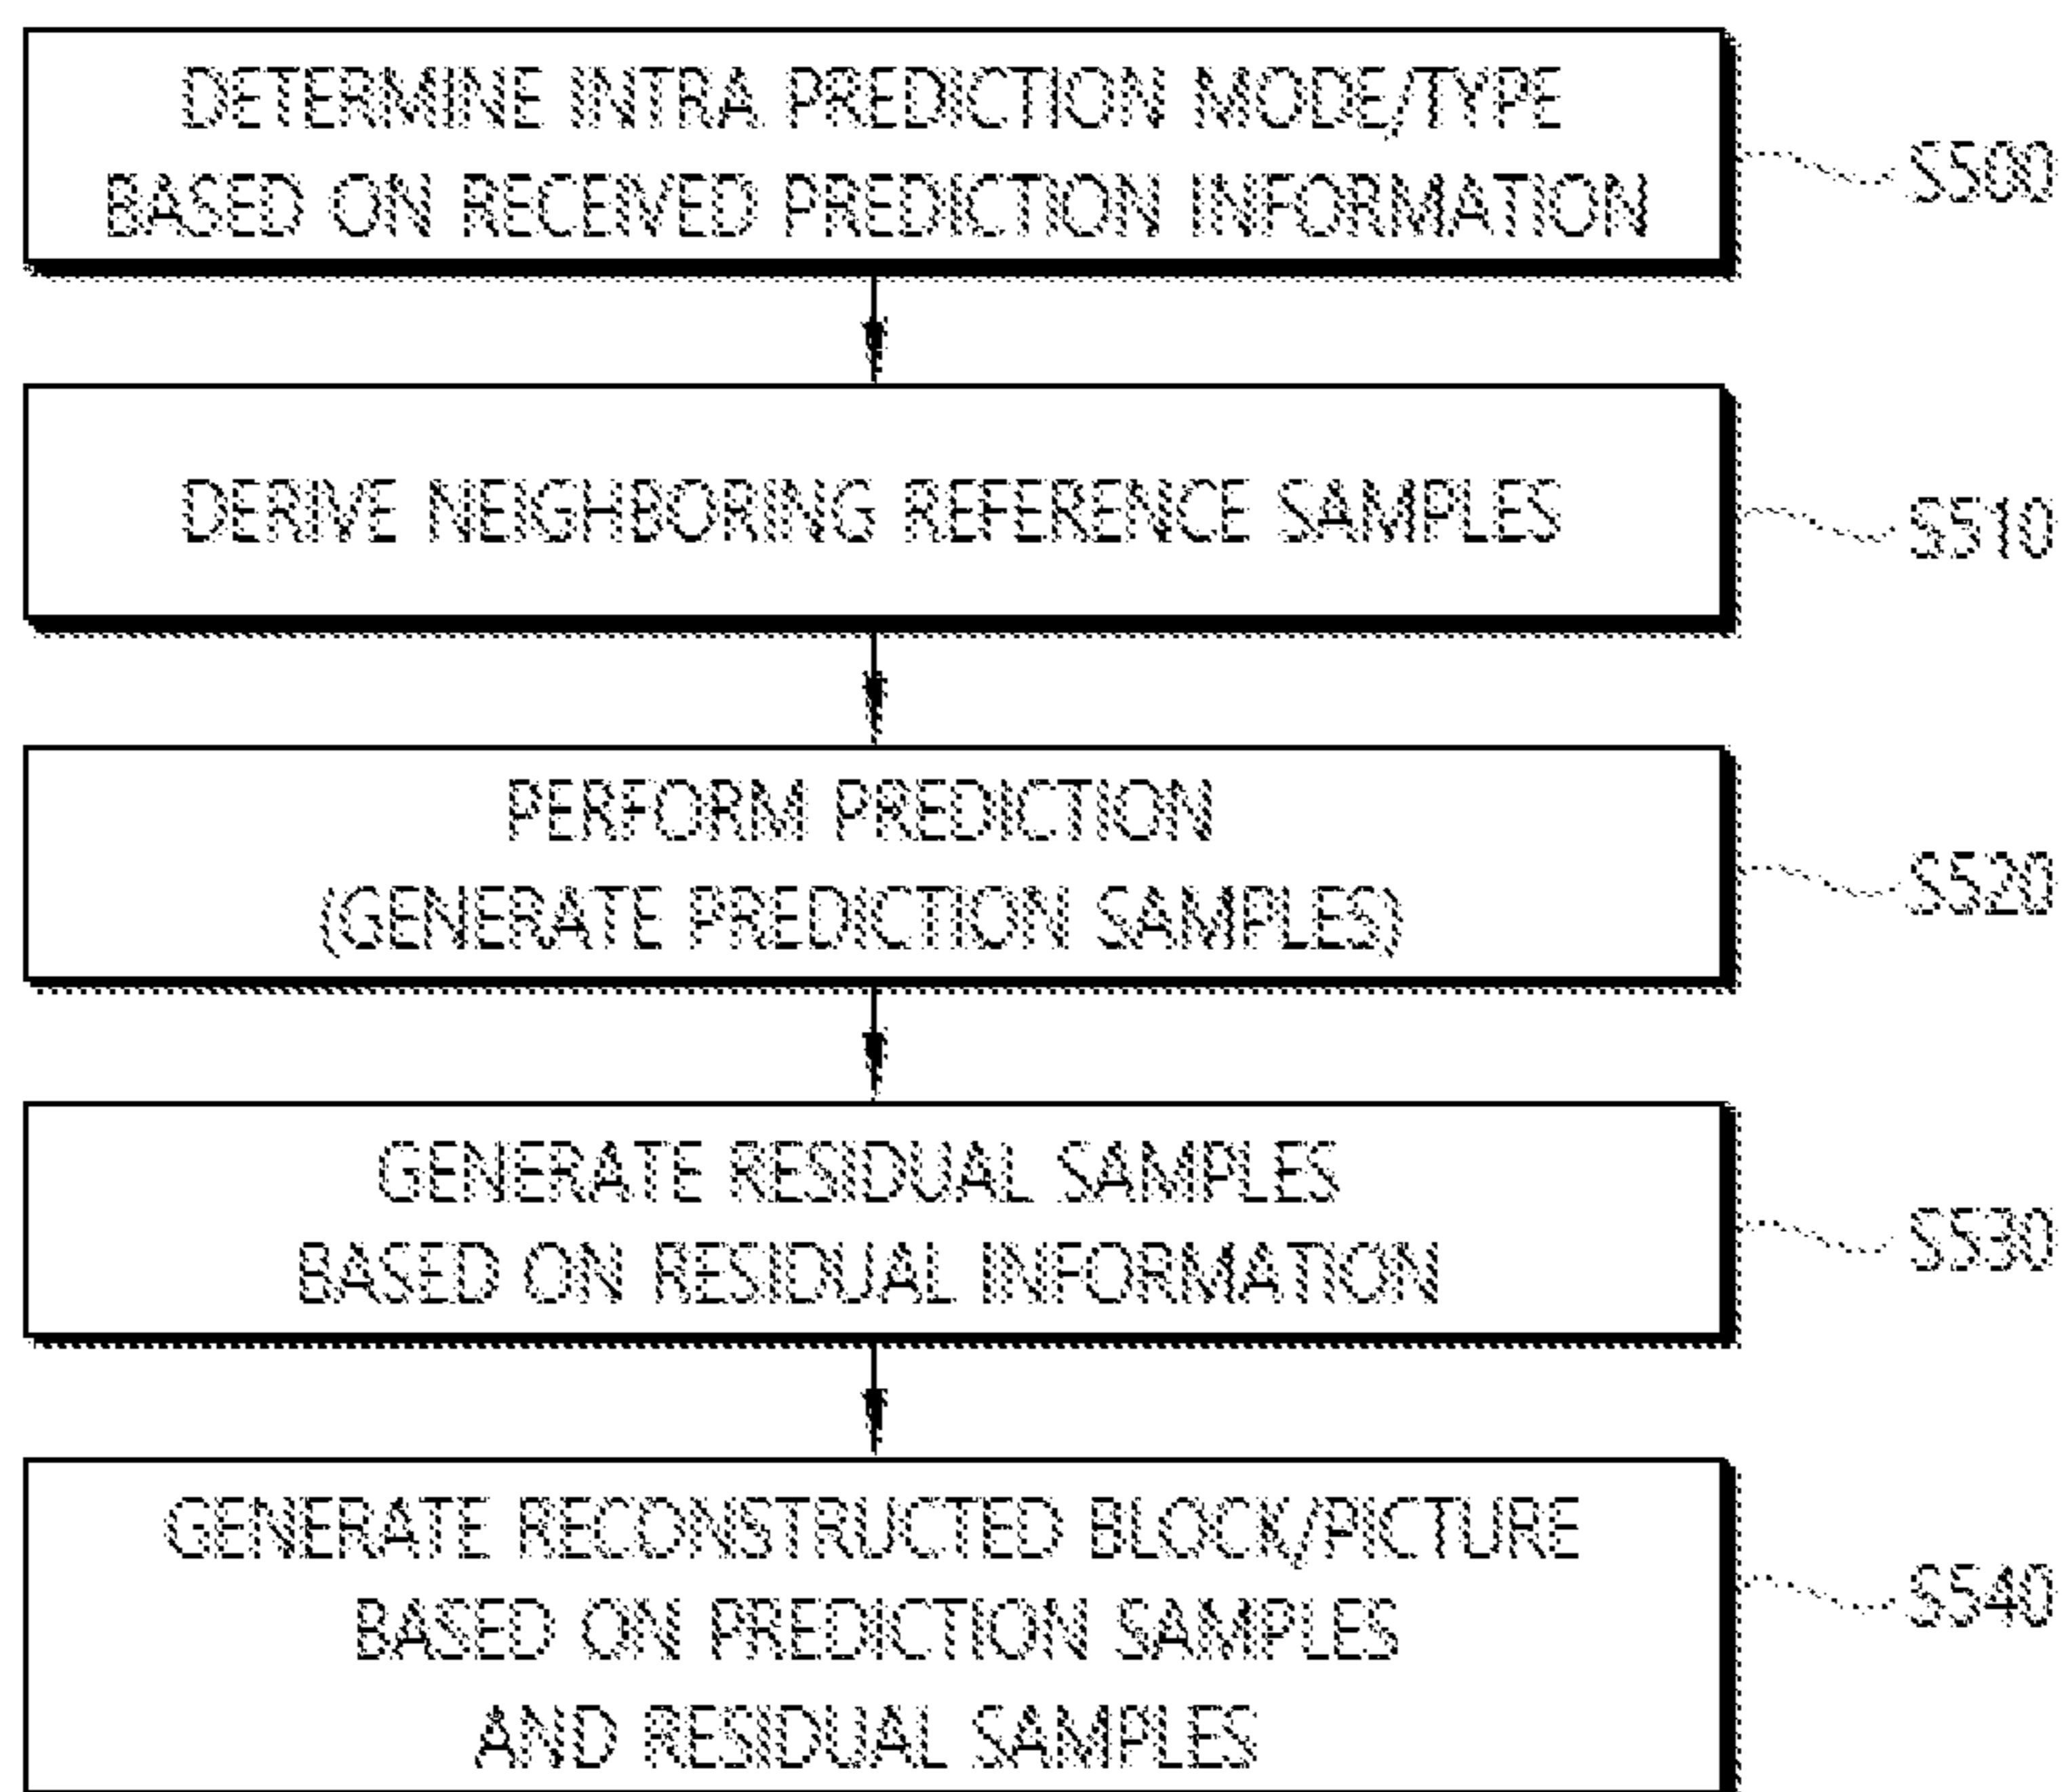 DETERMINE INTRA PREDICTION MODE/TYPE
BASED ON RECEIVED PREDICTION INFORMATION
S500
DERIVE NEIGHBORING REFERENCE SAMPLES
S510
PERFORM PREDICTION
(GENERATE PREDICTION SAMPLES)
S520
GENERATE RESIDUAL SAMPLES
BASED ON RESIDUAL INFORMATION
S530
GENERATE RECONSTRUCTED BLOCK/PICTURE
BASED ON PREDICTION SAMPLES
AND RESIDUAL SAMPLES
S540